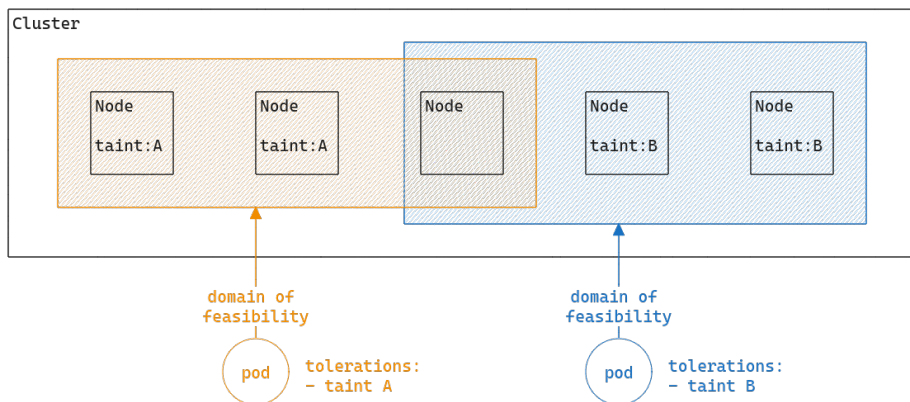 Cluster
Node
taint:A
Node
taint:A
Node
Node
taint:B
Node
taint:B
domain of
feasibility
pod
tolerations:
- taint A
domain of
feasibility
pod
tolerations:
- taint B